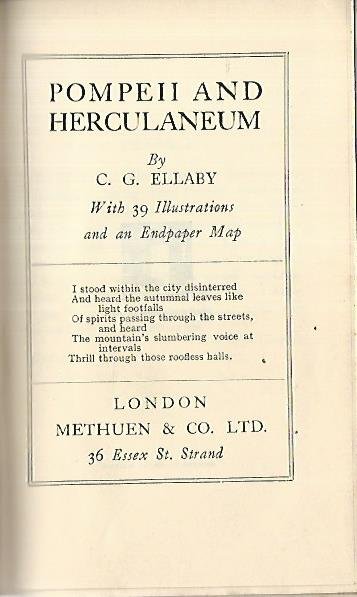 POMPEII AND
HERCULANEUM
By
C. G. ELLABY
With 39 Illustrations
and an Endpaper Map
I stood within the city disinterred
And heard the autumnal leaves like
light footfalls
Of spirits passing through the streets,
and heard
The mountain's slumbering voice at
intervals
Thrill through those roofless halls.
LONDON
METHUEN & CO. LTD.
36 Essex St. Strand